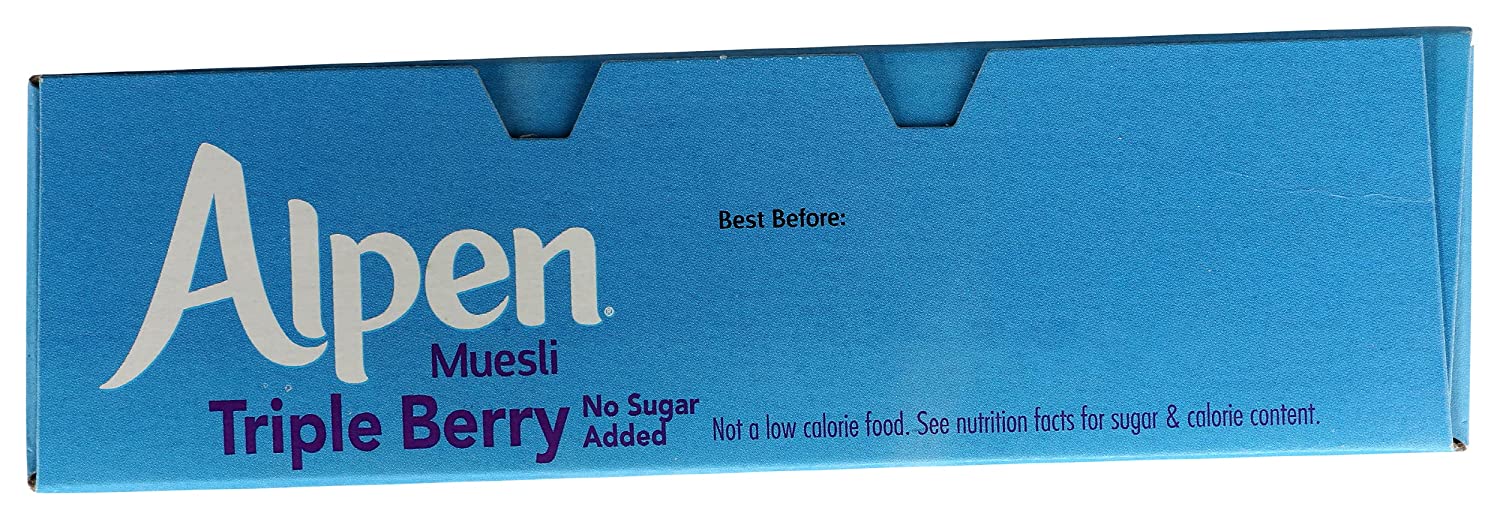 Alpen®
Muesli
Triple Berry
No Sugar
Added
Not a low calorie food. See nutrition facts for sugar & calorie content.
Best Before: